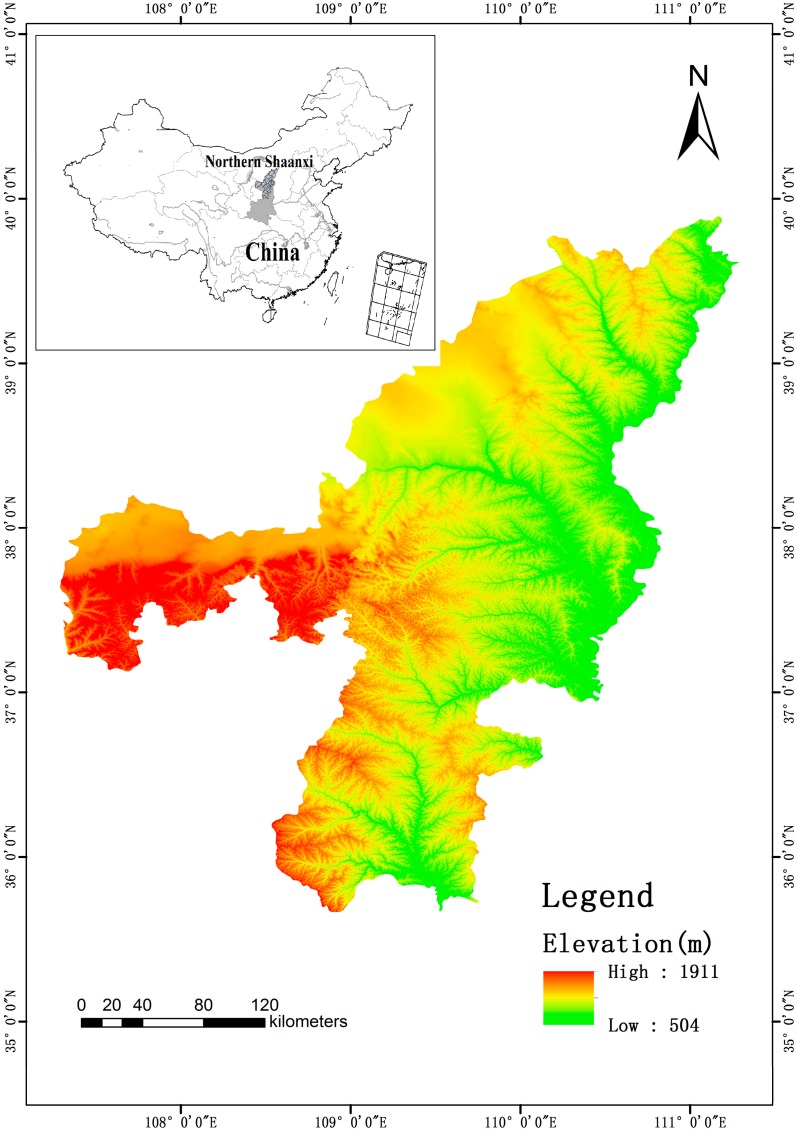 108° 0′0″E
109° 0′0″E
110° 0′0″E
111° 0′0″E
41° 0′0″N
40° 0′0″N
39° 0′0″N
38° 0′0″N
37° 0′0″N
36° 0′0″N
35° 0′0″N
41° 0′0″N
40° 0′0″N
39° 0′0″N
38° 0′0″N
37° 0′0″N
36° 0′0″N
35° 0′0″N
Northern Shaanxi
China
N
Legend
Elevation(m)
High : 1911
Low : 504
0 20 40 80 120
kilometers
108° 0′0″E
109° 0′0″E
110° 0′0″E
111° 0′0″E